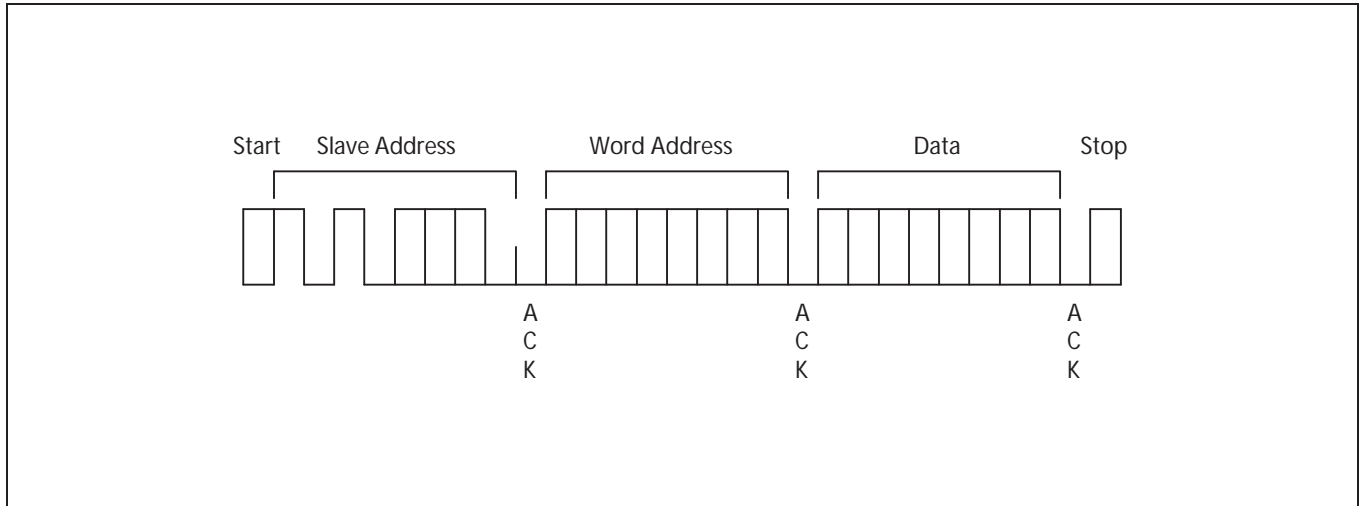 Start Slave Address Word Address Data Stop
A A A
C C C
K K K